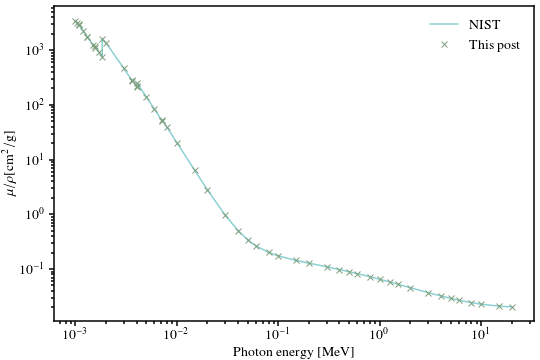 NIST
This post
10³
10²
10¹
10⁰
10⁻¹
μ/ρ[cm²/g]
10⁻³ 10⁻² 10⁻¹ 10⁰ 10¹
Photon energy [MeV]